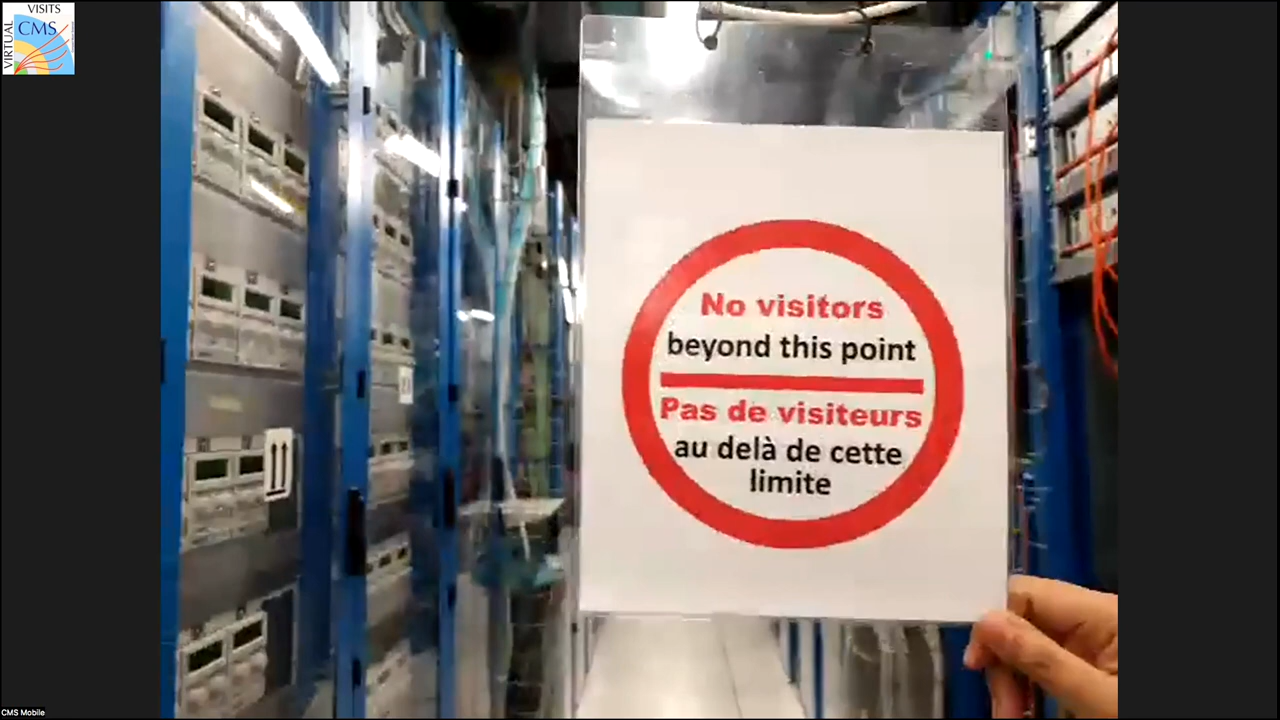 VIRTUAL
VISITS
CMS
No visitors
beyond this point
Pas de visiteurs
au delà de cette
limite
CMS Mobile